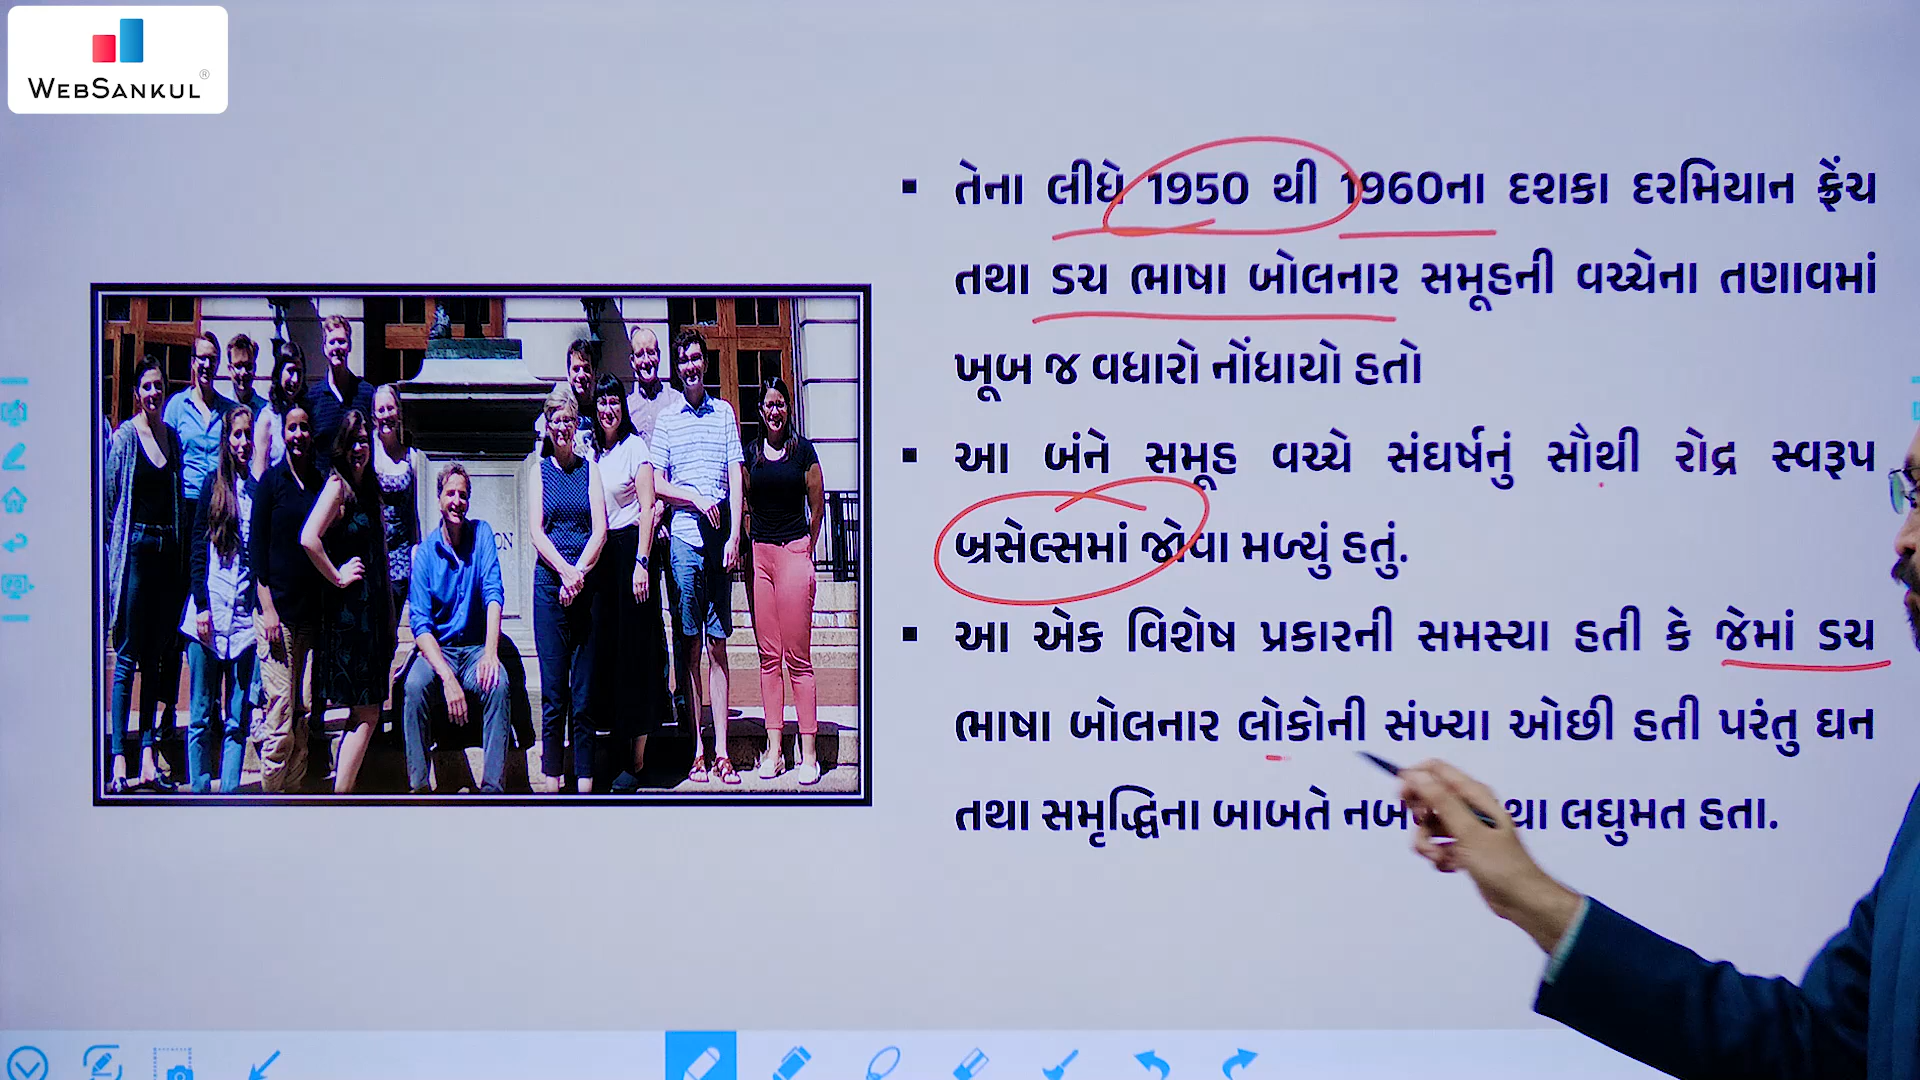 WEBSANKUL®
તેના લીધે 1950 થી 1960ના દશકા દરમિયાન ફ્રેંચ
તથા ડચ ભાષા બોલનાર સમૂહની વચ્ચેના તણાવમાં
ખૂબ જ વધારો નોંધાયો હતો
આ બંને સમૂહ વચ્ચે સંઘર્ષનું સૌથી રોદ્ર સ્વરૂપ
બ્રસેલ્સમાં જોવા મળ્યું હતું.
આ એક વિશેષ પ્રકારની સમસ્યા હતી કે જેમાં ડચ
ભાષા બોલનાર લોકોની સંખ્યા ઓછી હતી પરંતુ ધન
તથા સમૃદ્ધિના બાબતે લઘુમત હતા.